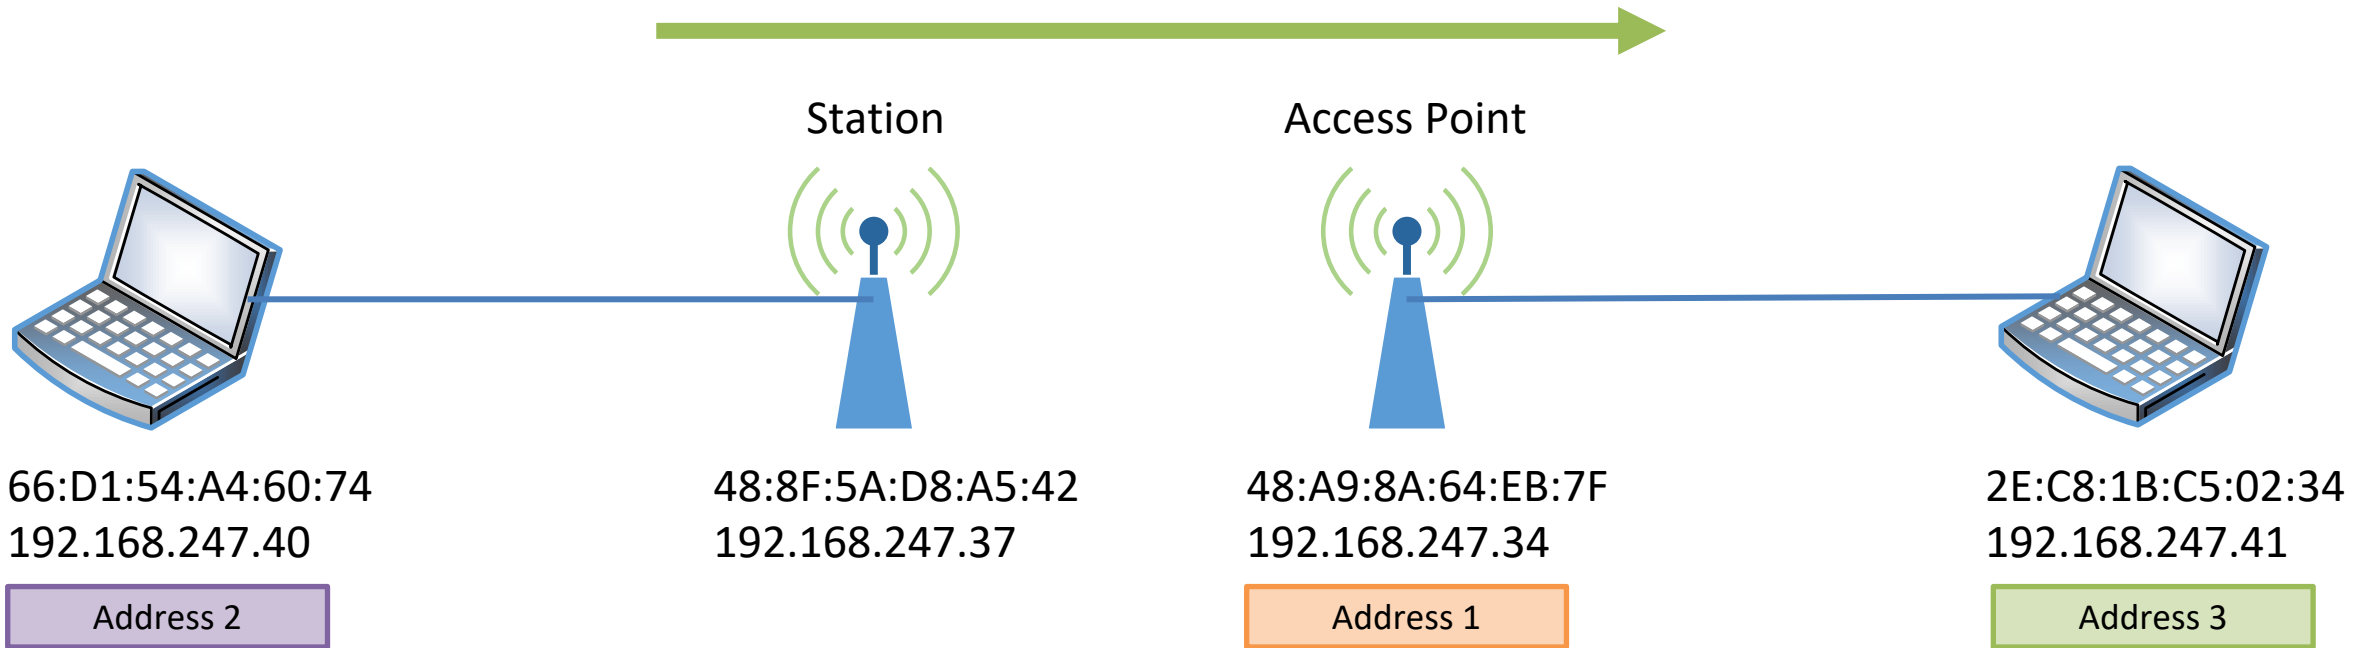 Station
Access Point
66:D1:54:A4:60:74
192.168.247.40
Address 2
48:8F:5A:D8:A5:42
192.168.247.37
48:A9:8A:64:EB:7F
192.168.247.34
Address 1
2E:C8:1B:C5:02:34
192.168.247.41
Address 3